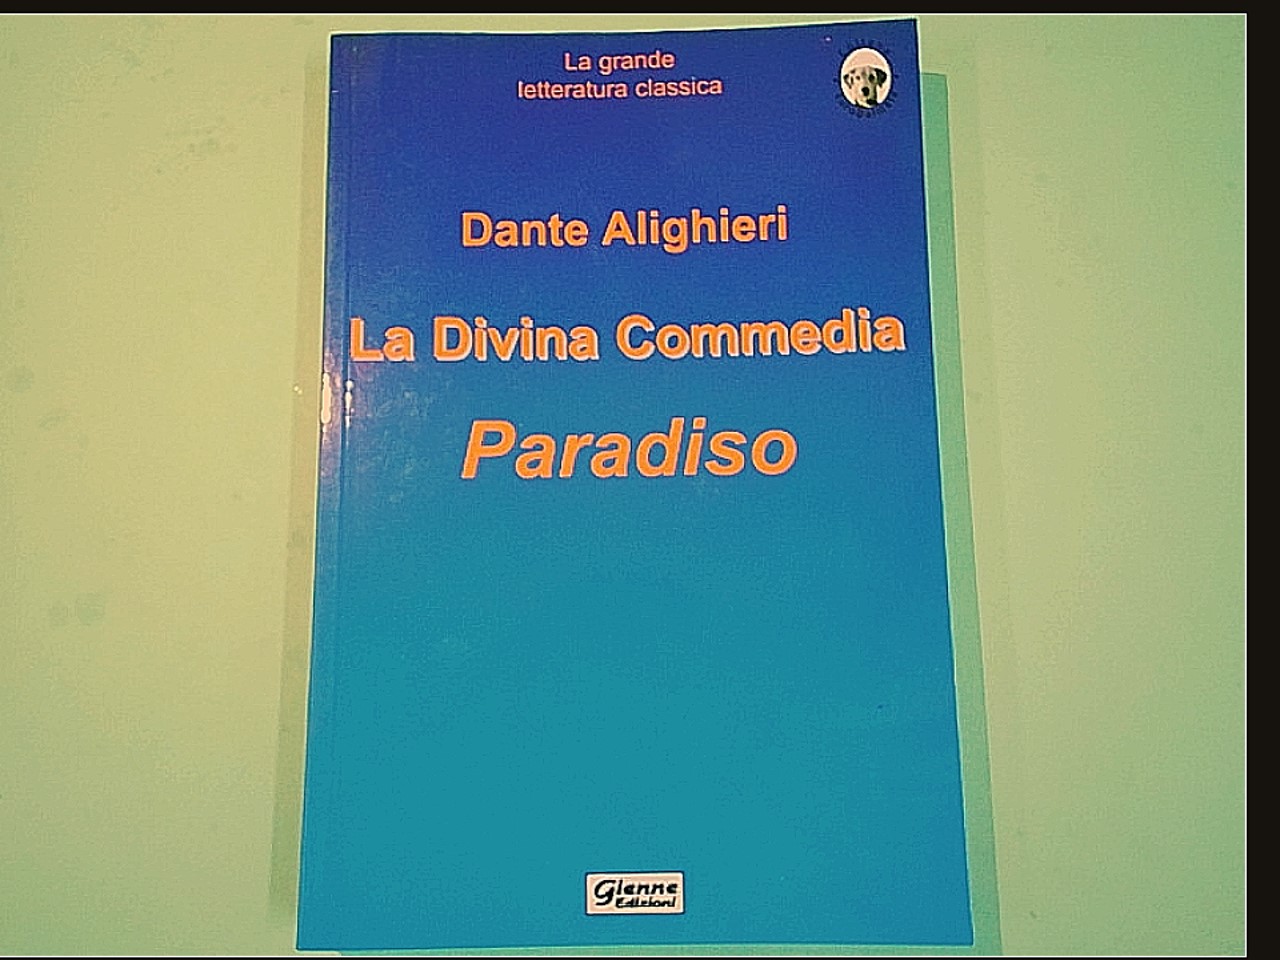 La grande
letteratura classica
Dante Alighieri
La Divina Commedia
Paradiso
Gienne
Edizioni